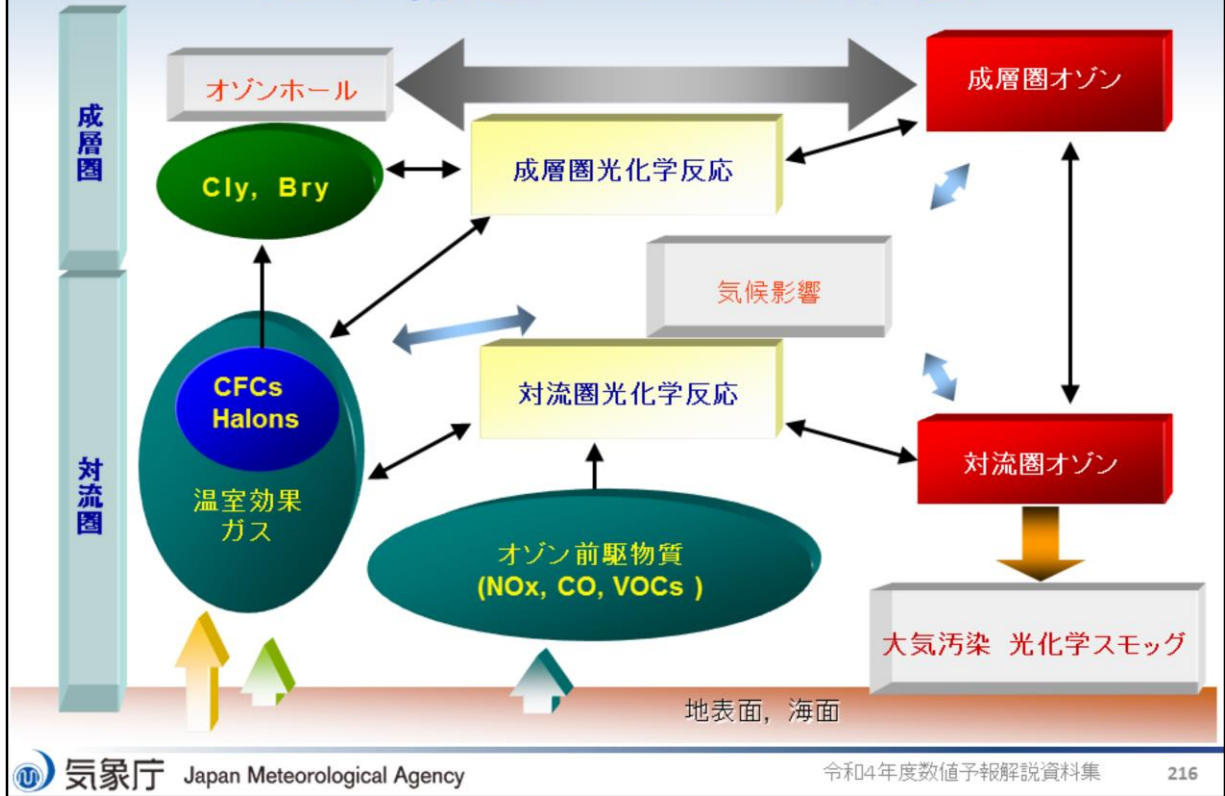 成層圏
オゾンホール
成層圏オゾン
Cly, Bry
成層圏光化学反応
気候影響
対流圏
CFCs
Halons
温室効果
ガス
対流圏光化学反応
対流圏オゾン
オゾン前駆物質
(NOx, CO, VOCs )
大気汚染 光化学スモッグ
地表面, 海面
気象庁 Japan Meteorological Agency
令和4年度数値予報解説資料集
216